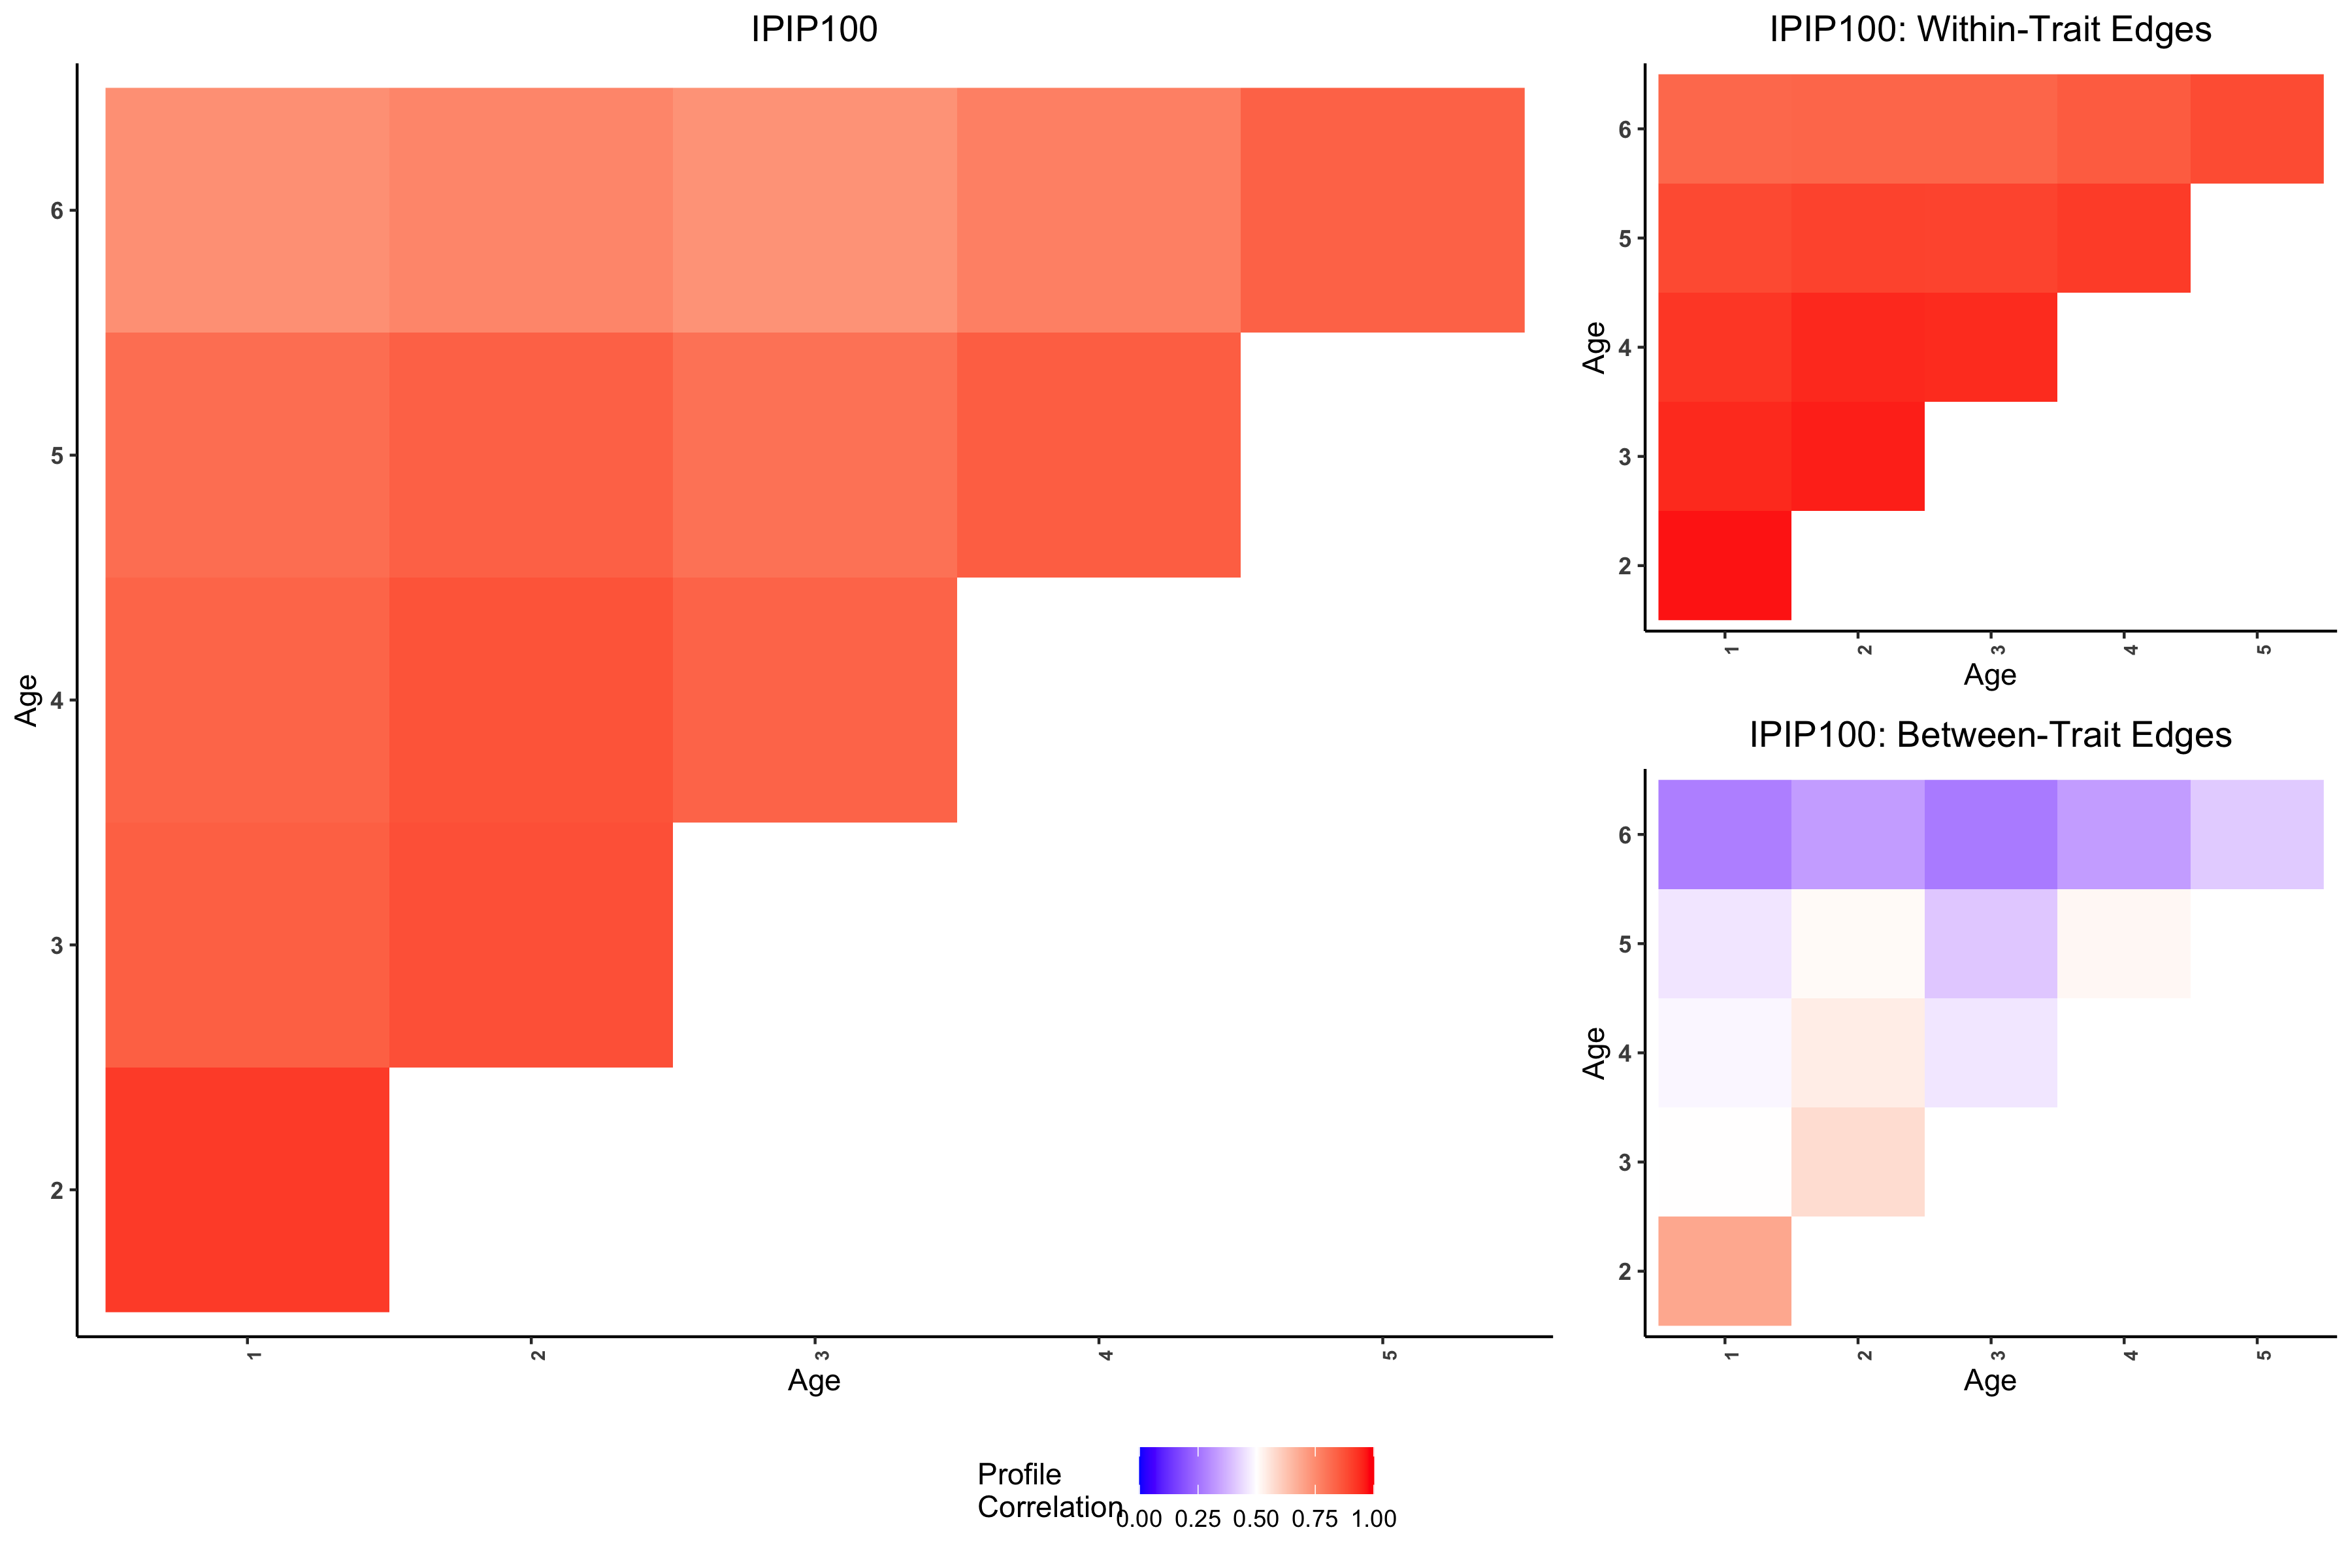 IPIP100
6
5
4
3
2
Age
1 2 3 4 5
Age
IPIP100: Within-Trait Edges
6
5
4
3
2
Age
1 2 3 4 5
Age
IPIP100: Between-Trait Edges
6
5
4
3
2
Age
1 2 3 4 5
Age
Profile
Correlation
0.00 0.25 0.50 0.75 1.00